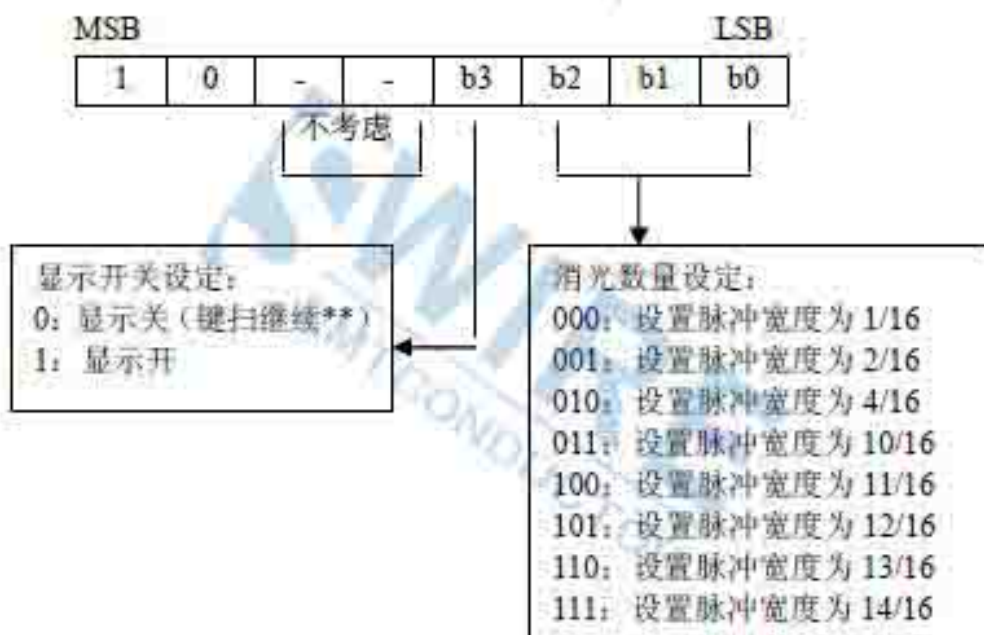 MSB LSB
1 0 - - b3 b2 b1 b0
不考虑
显示开关设定:
0: 显示关(键扫继续**)
1: 显示开
消光数量设定:
000: 设置脉冲宽度为 1/16
001: 设置脉冲宽度为 2/16
010: 设置脉冲宽度为 4/16
011: 设置脉冲宽度为 10/16
100: 设置脉冲宽度为 11/16
101: 设置脉冲宽度为 12/16
110: 设置脉冲宽度为 13/16
111: 设置脉冲宽度为 14/16